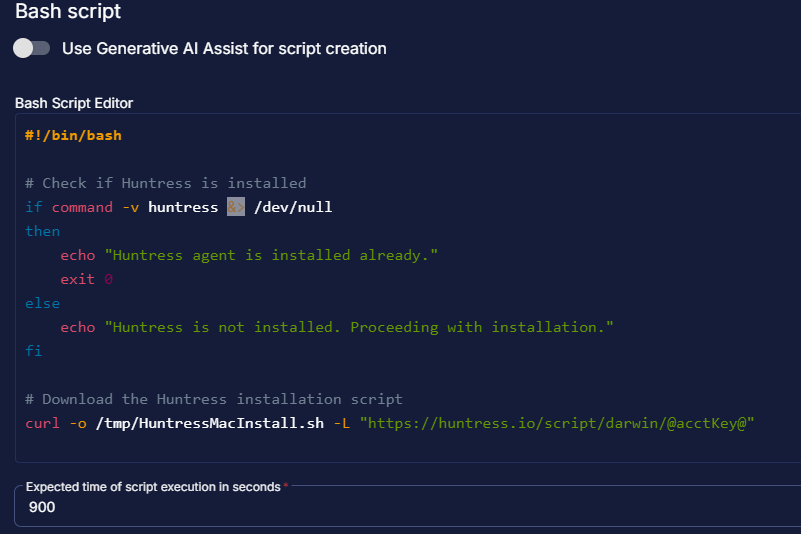 Bash script
Use Generative AI Assist for script creation
Bash Script Editor
#!/bin/bash
# Check if Huntress is installed
if command -v huntress &> /dev/null
then
    echo "Huntress agent is installed already."
    exit 0
else
    echo "Huntress is not installed. Proceeding with installation."
fi
# Download the Huntress installation script
curl -o /tmp/HuntressMacInstall.sh -L "https://huntress.io/script/darwin/@acctKey@"
Expected time of script execution in seconds *
900